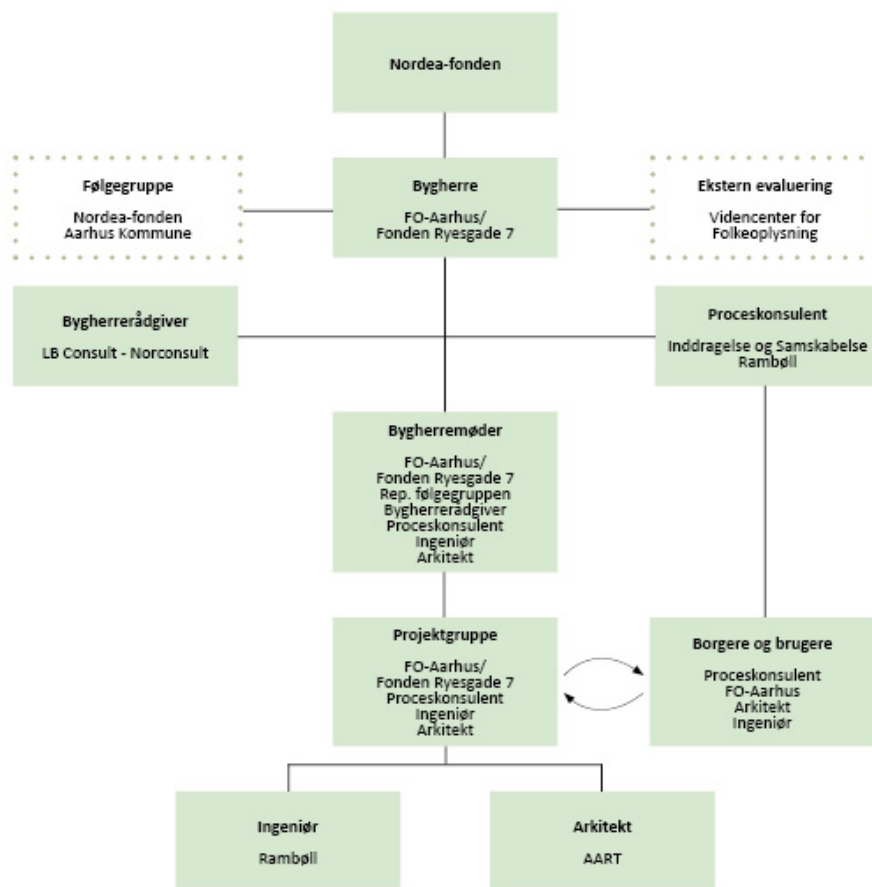 Nordea-fonden
Følgegruppe
Nordea-fonden
Aarhus Kommune
Bygherre
FO-Aarhus/
Fonden Ryesgade 7
Ekstern evaluering
Videncenter for
Folkeoplysning
Bygherrerådgiver
LB Consult - Norconsult
Proceskonsulent
Inddragelse og Samskabelse
Rambøll
Bygherremøder
FO-Aarhus/
Fonden Ryesgade 7
Rep. følgegruppen
Bygherrerådgiver
Proceskonsulent
Ingeniør
Arkitekt
Projektgruppe
FO-Aarhus/
Fonden Ryesgade 7
Proceskonsulent
Ingeniør
Arkitekt
Borgere og brugere
Proceskonsulent
FO-Aarhus
Arkitekt
Ingeniør
Ingeniør
Rambøll
Arkitekt
AART